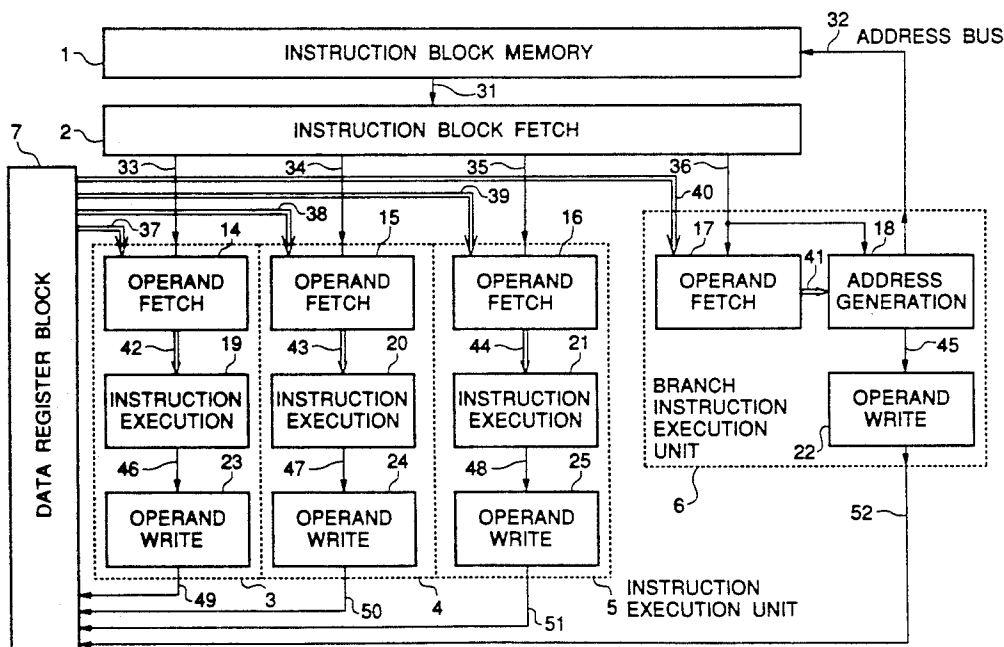 32
ADDRESS BUS
1
INSTRUCTION BLOCK MEMORY
31
2
INSTRUCTION BLOCK FETCH
7
33
34
35
36
37
38
39
40
DATA REGISTER BLOCK
14
OPERAND
FETCH
15
OPERAND
FETCH
16
OPERAND
FETCH
17
OPERAND
FETCH
41
18
ADDRESS
GENERATION
42
43
44
45
19
INSTRUCTION
EXECUTION
20
INSTRUCTION
EXECUTION
21
INSTRUCTION
EXECUTION
BRANCH
INSTRUCTION
EXECUTION
UNIT
OPERAND
WRITE
22
46
47
48
23
OPERAND
WRITE
24
OPERAND
WRITE
25
OPERAND
WRITE
6
52
49
3
50
4
51
5
INSTRUCTION
EXECUTION UNIT